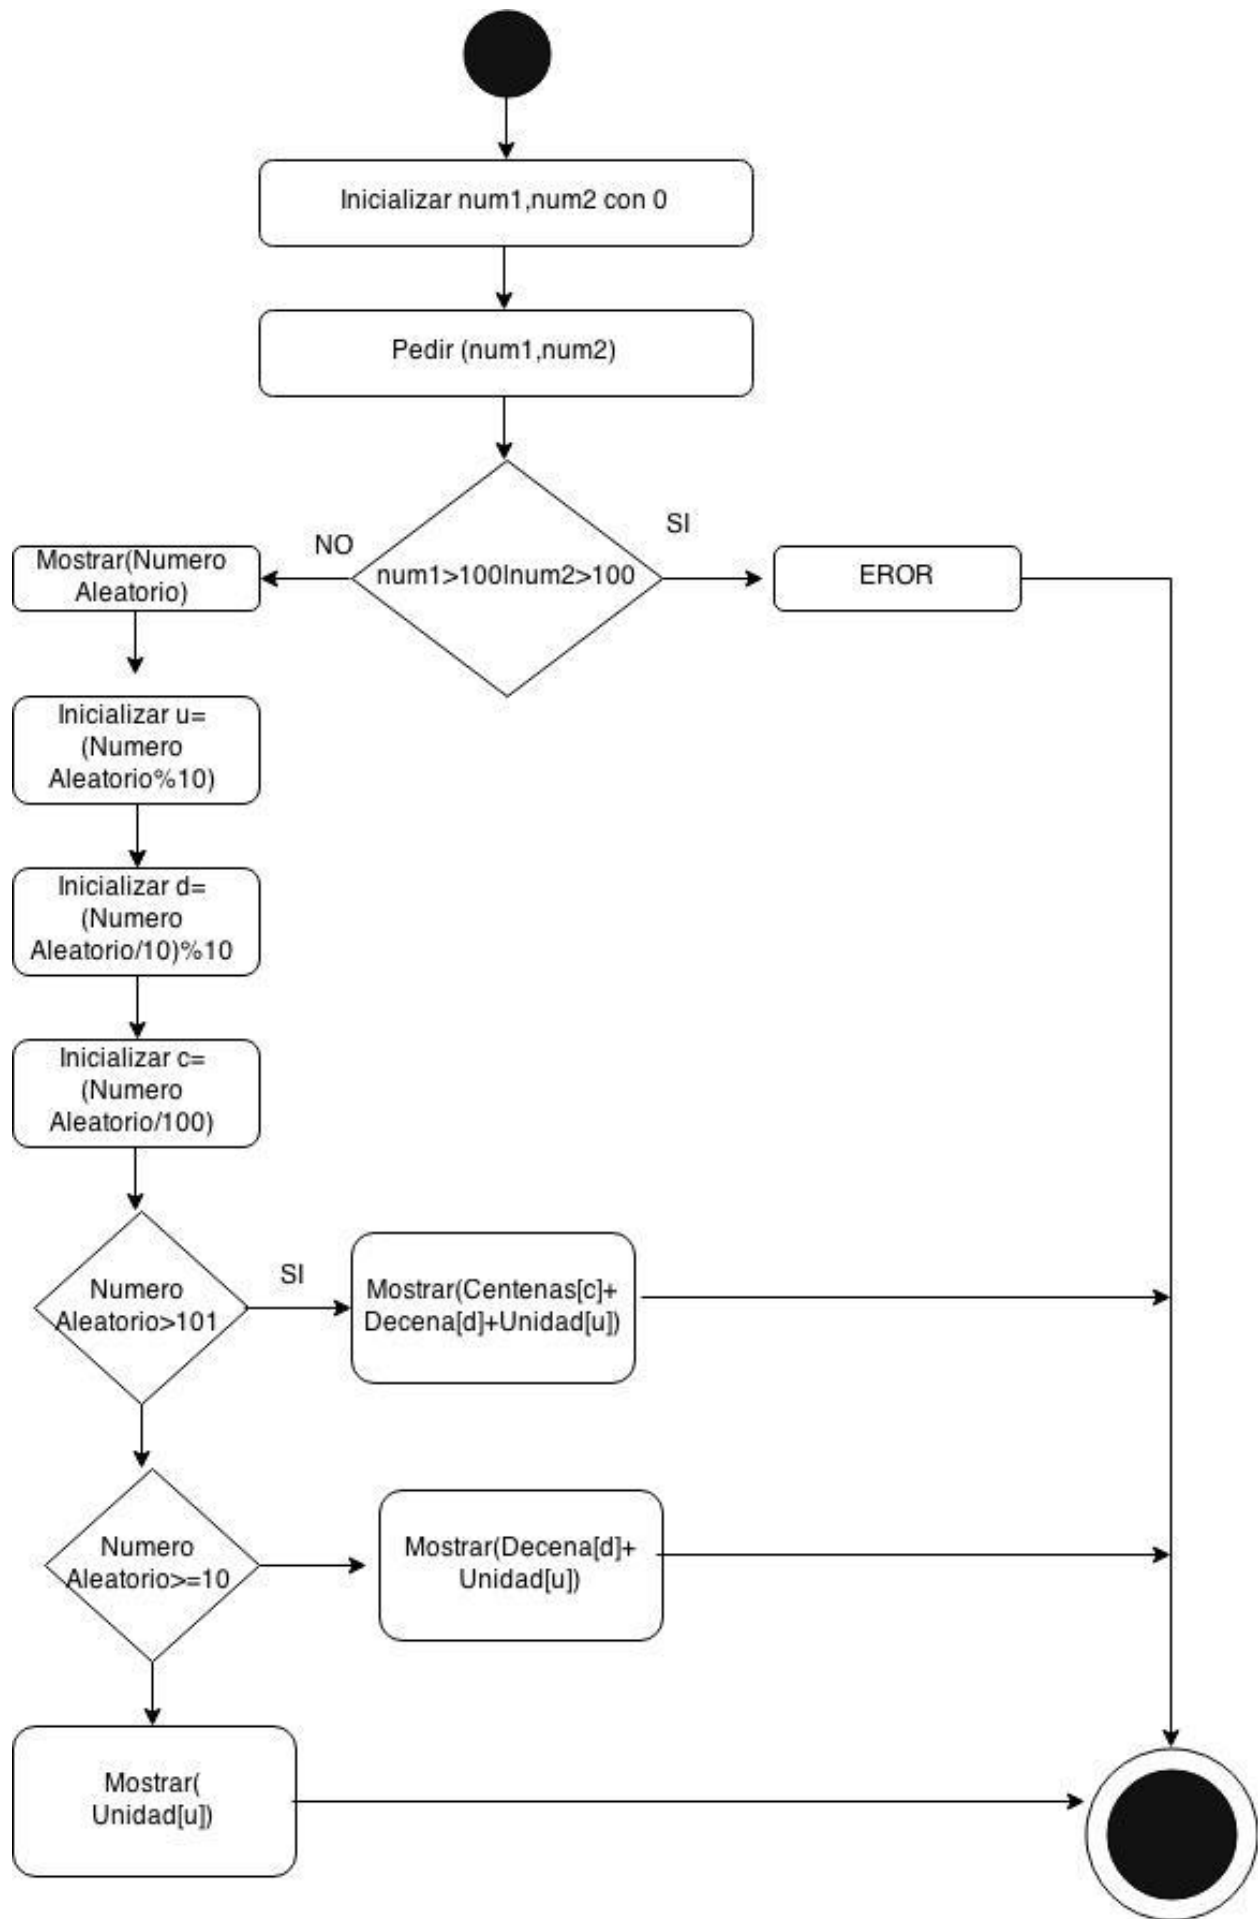 Inicializar num1,num2 con 0
Pedir (num1,num2)
num1>100lnum2>100
NO
SI
Mostrar(Numero
Aleatorio)
EROR
Inicializar u=
(Numero
Aleatorio%10)
Inicializar d=
(Numero
Aleatorio/10)%10
Inicializar c=
(Numero
Aleatorio/100)
Numero
Aleatorio>101
SI
Mostrar(Centenas[c]+
Decena[d]+Unidad[u])
Numero
Aleatorio>=10
Mostrar(Decena[d]+
Unidad[u])
Mostrar(
Unidad[u])